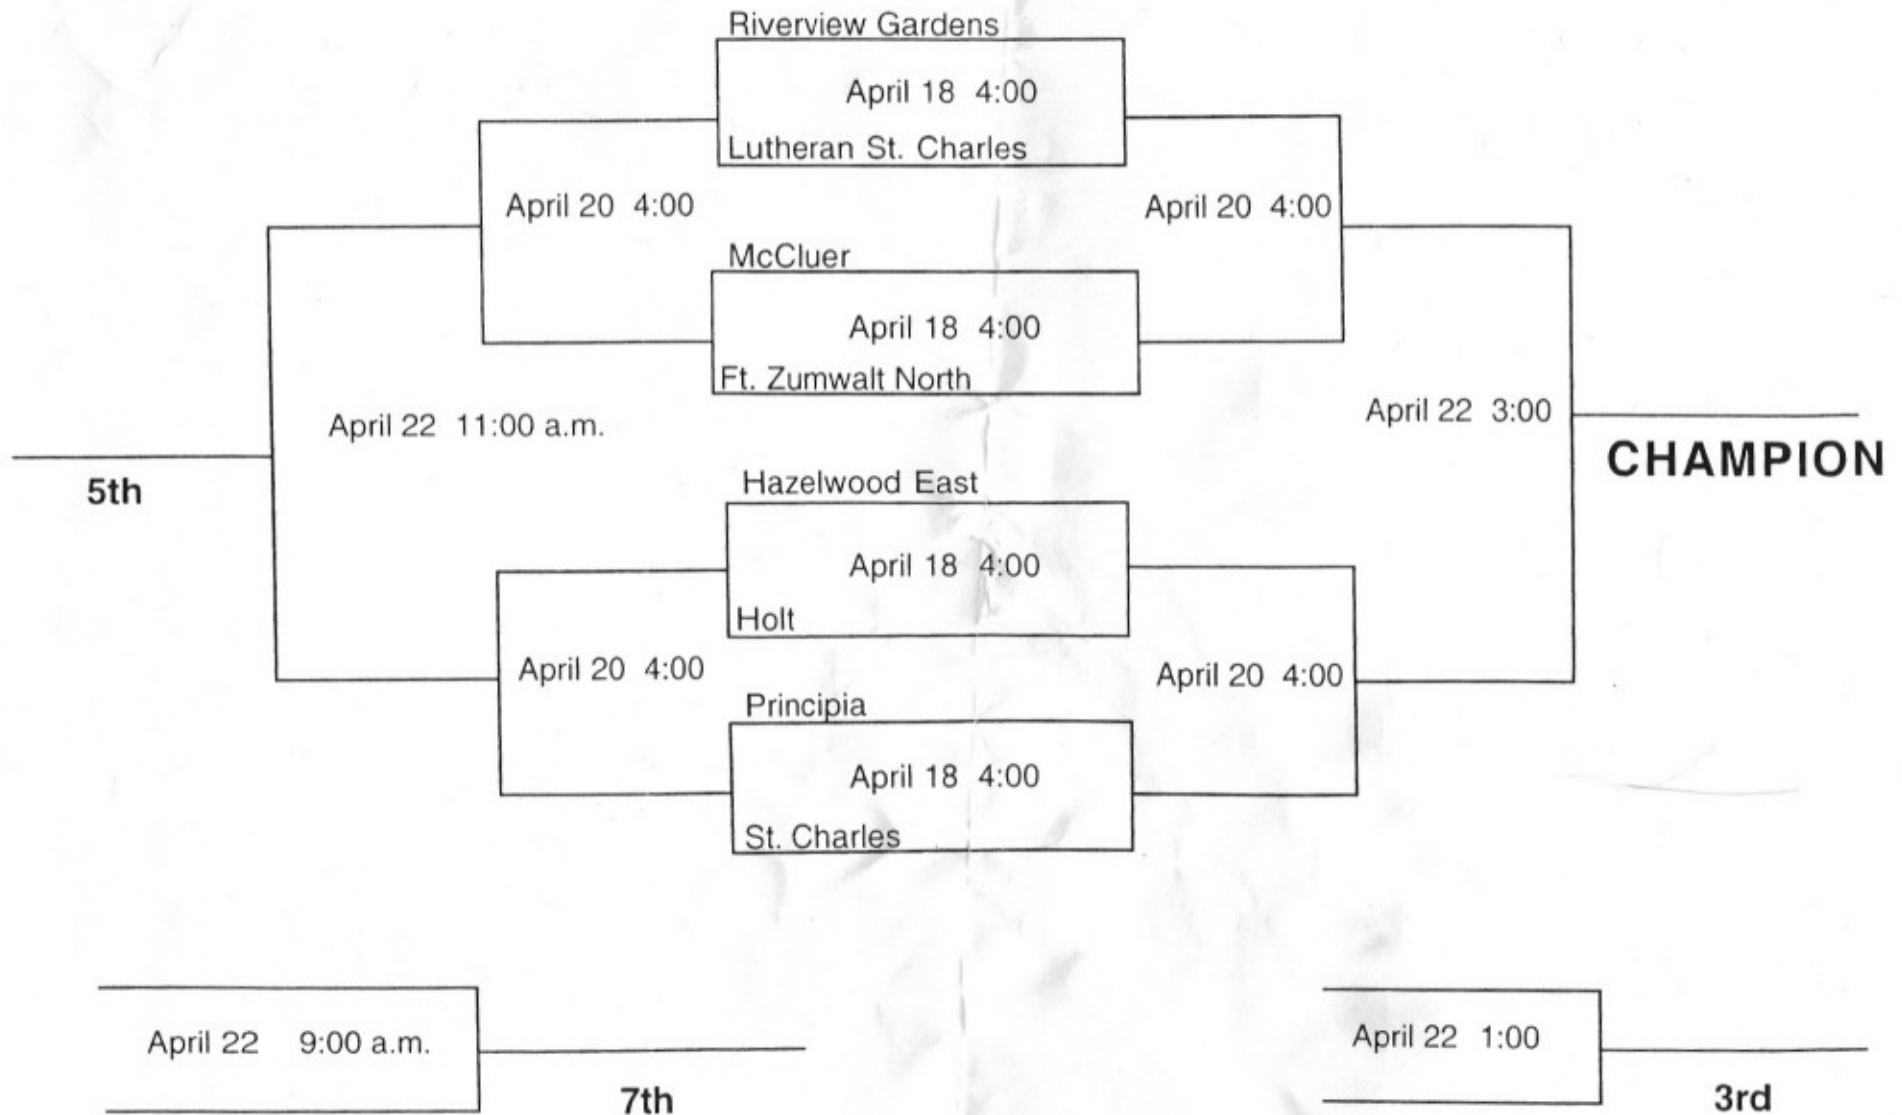 Riverview Gardens
April 18 4:00
Lutheran St. Charles
April 20 4:00
April 20 4:00
McCluer
April 18 4:00
Ft. Zumwalt North
April 22 11:00 a.m.
April 22 3:00
5th
CHAMPION
Hazelwood East
April 18 4:00
Holt
April 20 4:00
April 20 4:00
Principia
April 18 4:00
St. Charles
April 22 9:00 a.m.
7th
April 22 1:00
3rd